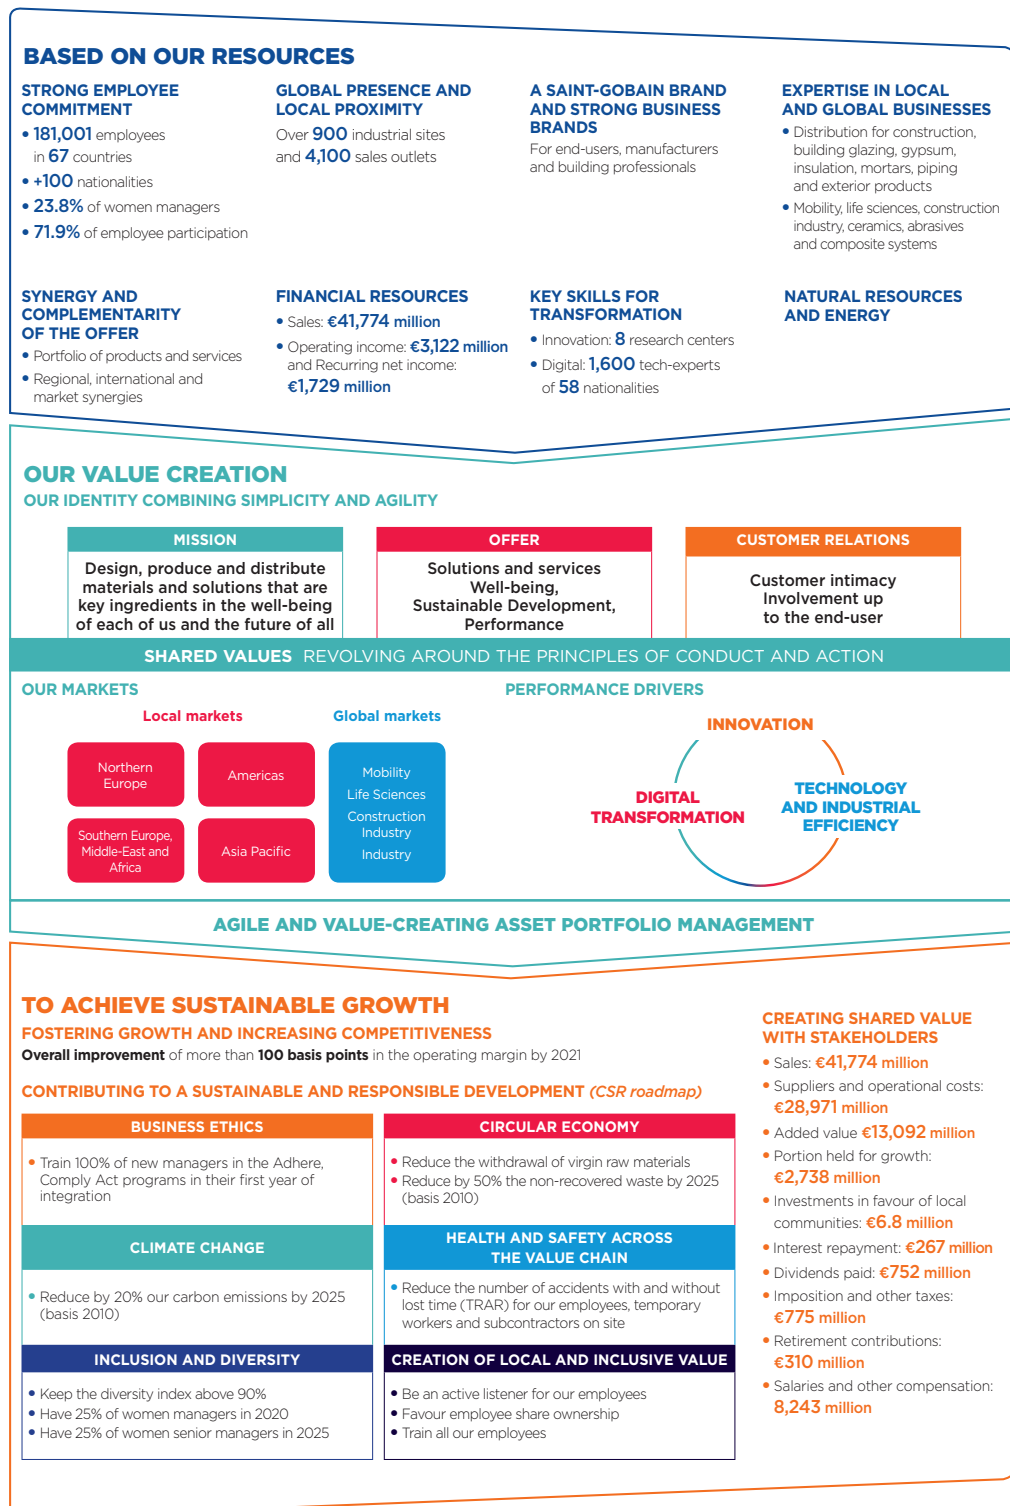 BASED ON OUR RESOURCES
STRONG EMPLOYEE
COMMITMENT
• 181,001 employees
in 67 countries
• +100 nationalities
• 23.8% of women managers
• 71.9% of employee participation
GLOBAL PRESENCE AND
LOCAL PROXIMITY
Over 900 industrial sites
and 4,100 sales outlets
A SAINT-GOBAIN BRAND
AND STRONG BUSINESS
BRANDS
For end-users, manufacturers
and building professionals
EXPERTISE IN LOCAL
AND GLOBAL BUSINESSES
• Distribution for construction,
building glazing, gypsum,
insulation, mortars, piping
and exterior products
• Mobility, life sciences, construction
industry, ceramics, abrasives
and composite systems
SYNERGY AND
COMPLEMENTARITY
OF THE OFFER
• Portfolio of products and services
• Regional, international and
market synergies
FINANCIAL RESOURCES
• Sales: €41,774 million
• Operating income: €3,122 million
and Recurring net income:
€1,729 million
KEY SKILLS FOR
TRANSFORMATION
• Innovation: 8 research centers
• Digital: 1,600 tech-experts
of 58 nationalities
NATURAL RESOURCES
AND ENERGY
OUR VALUE CREATION
OUR IDENTITY COMBINING SIMPLICITY AND AGILITY
MISSION
Design, produce and distribute
materials and solutions that are
key ingredients in the well-being
of each of us and the future of all
OFFER
Solutions and services
Well-being,
Sustainable Development,
Performance
CUSTOMER RELATIONS
Customer intimacy
Involvement up
to the end-user
SHARED VALUES REVOLVING AROUND THE PRINCIPLES OF CONDUCT AND ACTION
OUR MARKETS
Local markets
Global markets
Northern
Europe
Americas
Southern Europe,
Middle-East and
Africa
Asia Pacific
Mobility
Life Sciences
Construction
Industry
Industry
PERFORMANCE DRIVERS
INNOVATION
DIGITAL
TRANSFORMATION
TECHNOLOGY
AND INDUSTRIAL
EFFICIENCY
AGILE AND VALUE-CREATING ASSET PORTFOLIO MANAGEMENT
TO ACHIEVE SUSTAINABLE GROWTH
FOSTERING GROWTH AND INCREASING COMPETITIVENESS
Overall improvement of more than 100 basis points in the operating margin by 2021
CONTRIBUTING TO A SUSTAINABLE AND RESPONSIBLE DEVELOPMENT (CSR roadmap)
BUSINESS ETHICS
• Train 100% of new managers in the Adhere,
Comply Act programs in their first year of
integration
CIRCULAR ECONOMY
• Reduce the withdrawal of virgin raw materials
• Reduce by 50% the non-recovered waste by 2025
(basis 2010)
CLIMATE CHANGE
• Reduce by 20% our carbon emissions by 2025
(basis 2010)
HEALTH AND SAFETY ACROSS
THE VALUE CHAIN
• Reduce the number of accidents with and without
lost time (TRAR) for our employees, temporary
workers and subcontractors on site
INCLUSION AND DIVERSITY
• Keep the diversity index above 90%
• Have 25% of women managers in 2020
• Have 25% of women senior managers in 2025
CREATION OF LOCAL AND INCLUSIVE VALUE
• Be an active listener for our employees
• Favour employee share ownership
• Train all our employees
CREATING SHARED VALUE
WITH STAKEHOLDERS
• Sales: €41,774 million
• Suppliers and operational costs:
€28,971 million
• Added value €13,092 million
• Portion held for growth:
€2,738 million
• Investments in favour of local
communities: €6.8 million
• Interest repayment: €267 million
• Dividends paid: €752 million
• Imposition and other taxes:
€775 million
• Retirement contributions:
€310 million
• Salaries and other compensation:
8,243 million